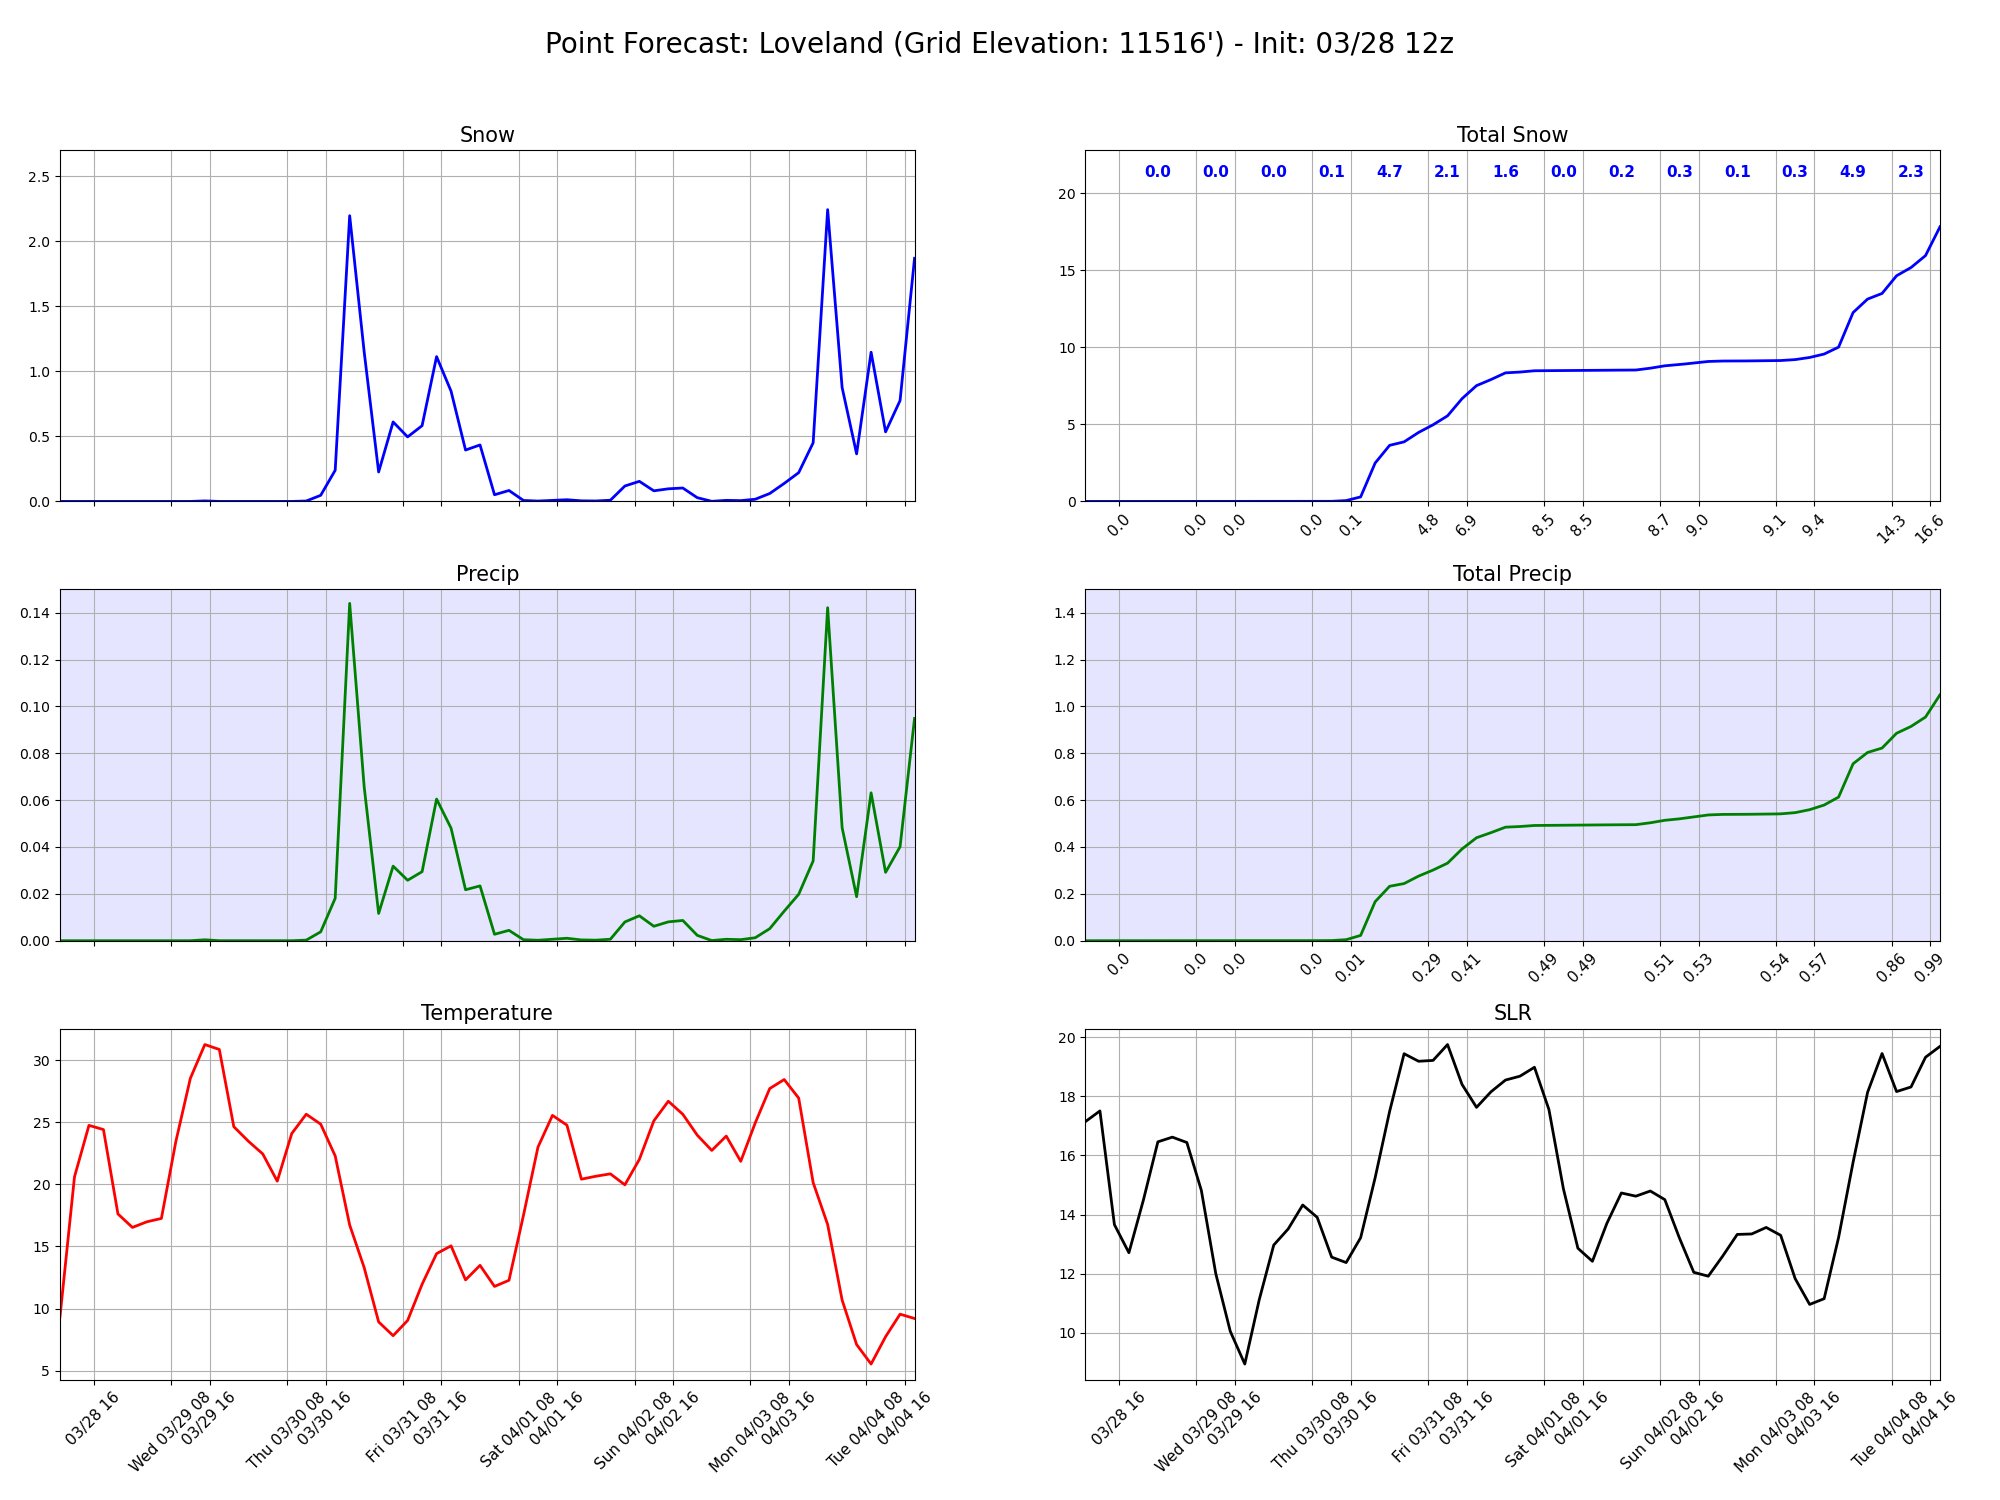 Point Forecast: Loveland (Grid Elevation: 11516') - Init: 03/28 12z
Snow
2.5
2.0
1.5
1.0
0.5
0.0
Total Snow
0.0 0.0 0.0 0.1 4.7 2.1 1.6 0.0 0.2 0.3 0.1 0.3 4.9 2.3
20
15
10
5
0
0.0 0.0 0.0 0.0 0.1 4.8 6.9 8.5 8.5 8.7 9.0 9.1 9.4 14.3 16.6
Precip
0.14
0.12
0.10
0.08
0.06
0.04
0.02
0.00
Total Precip
1.4
1.2
1.0
0.8
0.6
0.4
0.2
0.0
0.0 0.0 0.0 0.0 0.01 0.29 0.41 0.49 0.49 0.51 0.53 0.54 0.57 0.86 0.99
Temperature
30
25
20
15
10
5
03/28 16
Wed 03/29 08
03/29 16
Thu 03/30 08
03/30 16
Fri 03/31 08
03/31 16
Sat 04/01 08
04/01 16
Sun 04/02 08
04/02 16
Mon 04/03 08
04/03 16
Tue 04/04 08
04/04 16
SLR
20
18
16
14
12
10
03/28 16
Wed 03/29 08
03/29 16
Thu 03/30 08
03/30 16
Fri 03/31 08
03/31 16
Sat 04/01 08
04/01 16
Sun 04/02 08
04/02 16
Mon 04/03 08
04/03 16
Tue 04/04 08
04/04 16